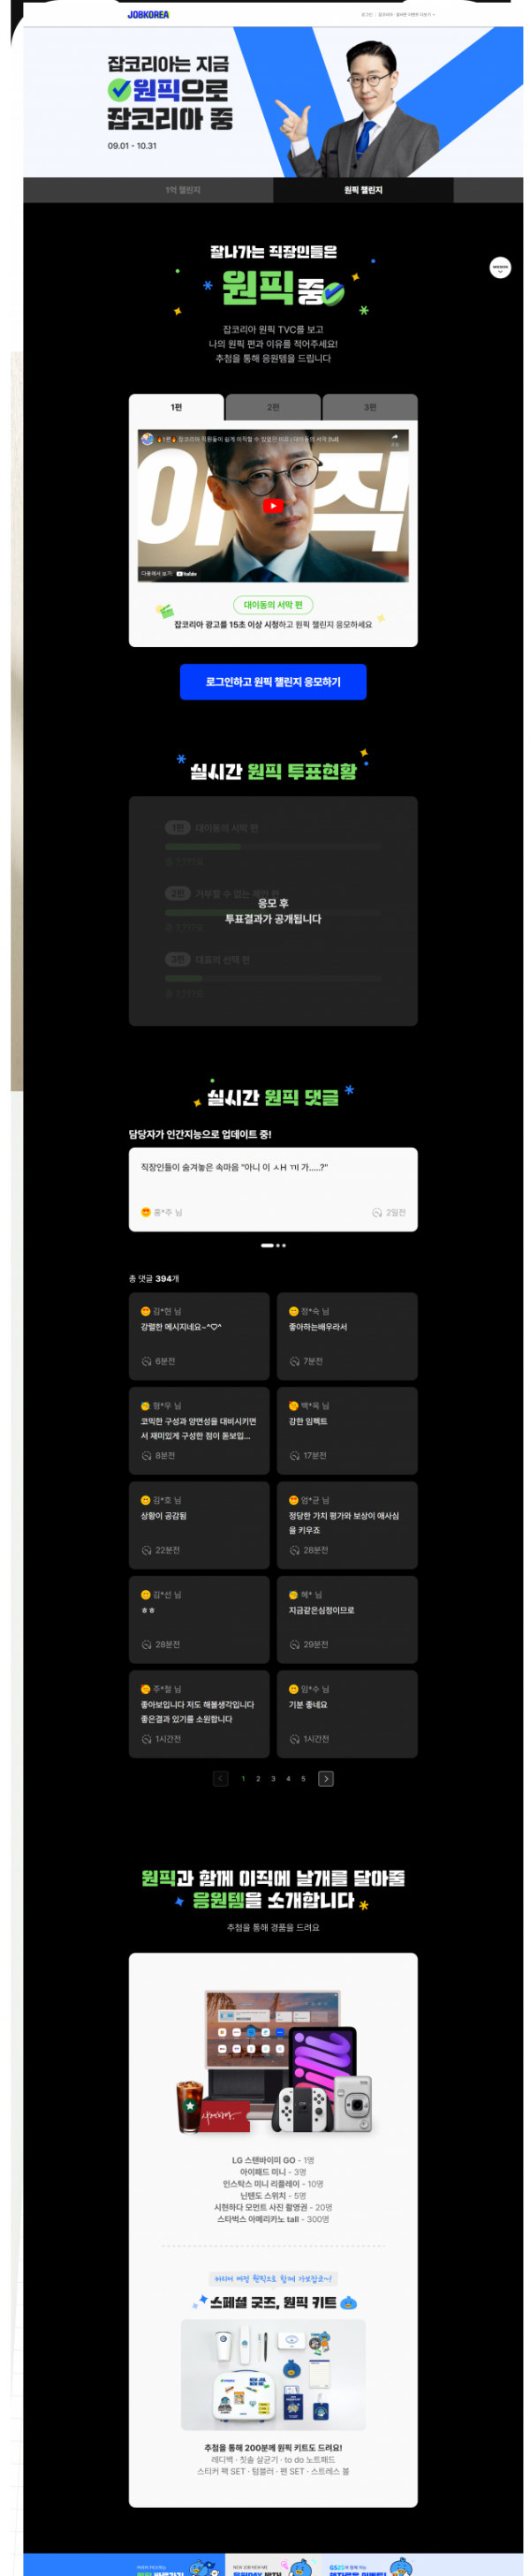 JOBKOREA
로그인
잡코리아는 지금
원픽으로
잡코리아 중
09.01 - 10.31
1억 챌린지
원픽 챌린지
잘나가는 직장인들은
원픽중
잡코리아 원픽 TVC를 보고
나의 원픽 편과 이유를 적어주세요!
추첨을 통해 응원템을 드립니다
1편
2편
3편
다음에서 보기: YouTube
대이동의 서막 편
잡코리아 광고를 15초 이상 시청하고 원픽 챌린지 응모하세요
로그인하고 원픽 챌린지 응모하기
실시간 원픽 투표현황
1편 대이동의 서막 편
2편 거부할 수 없는 제안 편
응모 후
투표결과가 공개됩니다
3편 대표의 선택 편
실시간 원픽 댓글
담당자가 인간지능으로 업데이트 중!
직장인들이 숨겨놓은 속마음 "아니 이 ㅅH ㄲl 가.....?"
홍*주 님
2일전
총 댓글 394개
김*현 님
강렬한 메시지네요~^♡^
6분전
정*숙 님
좋아하는배우라서
7분전
형*우 님
코믹한 구성과 양면성을 대비시키면
서 재미있게 구성한 점이 돋보입...
8분전
백*옥 님
강한 임팩트
17분전
김*호 님
상황이 공감됨
22분전
엄*균 님
정당한 가치 평가와 보상이 애사심
을 키우죠
28분전
김*선 님
ㅎㅎ
28분전
혜* 님
지금같은심정이므로
29분전
주*철 님
좋아보입니다 저도 해볼생각입니다
좋은결과 있기를 소원합니다
1시간전
임*수 님
기분 좋네요
1시간전
1 2 3 4 5
원픽과 함께 이직에 날개를 달아줄
응원템을 소개합니다
추첨을 통해 경품을 드려요
LG 스탠바이미 GO - 1명
아이패드 미니 - 3명
인스탁스 미니 리플레이 - 10명
닌텐도 스위치 - 5명
시현하다 모먼트 사진 촬영권 - 20명
스타벅스 아메리카노 tall - 300명
스페셜 굿즈, 원픽 키트
추첨을 통해 200분께 원픽 키트도 드려요!
레디백 · 칫솔 살균기 · to do 노트패드
스티커 팩 SET · 텀블러 · 펜 SET · 스트레스 볼